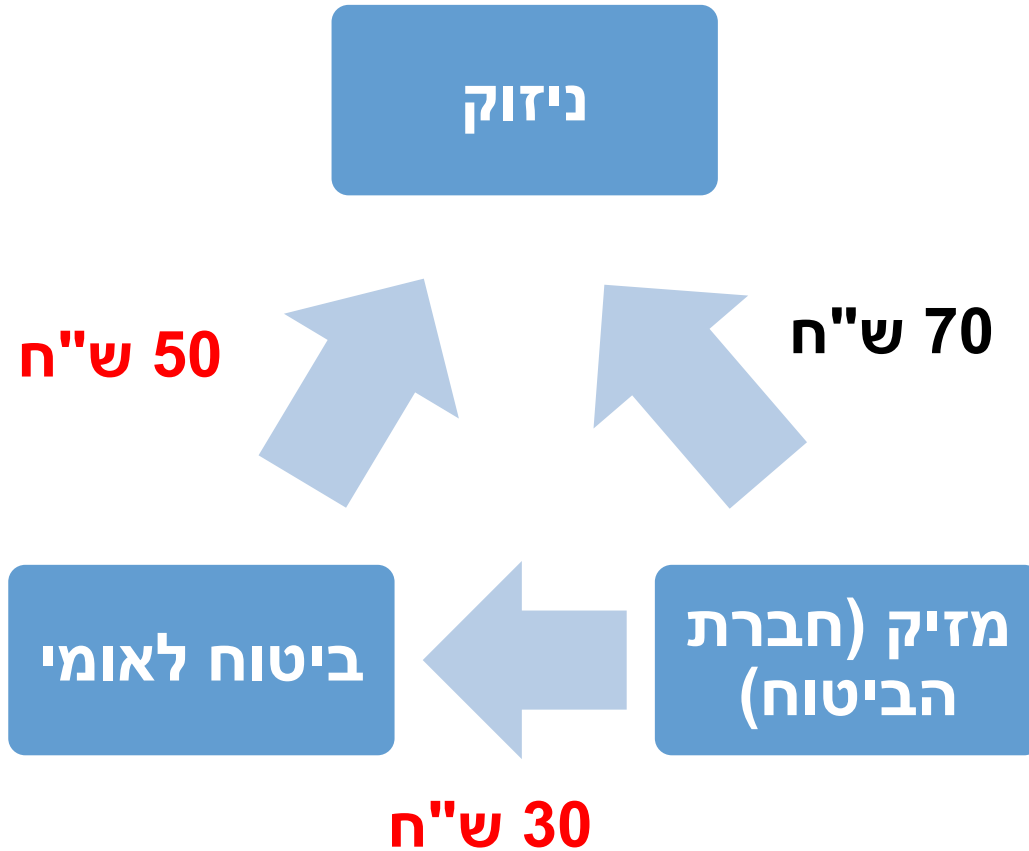 ניזוק
70 ש"ח
50 ש"ח
מזיק (חברת
הביטוח)
ביטוח לאומי
30 ש"ח